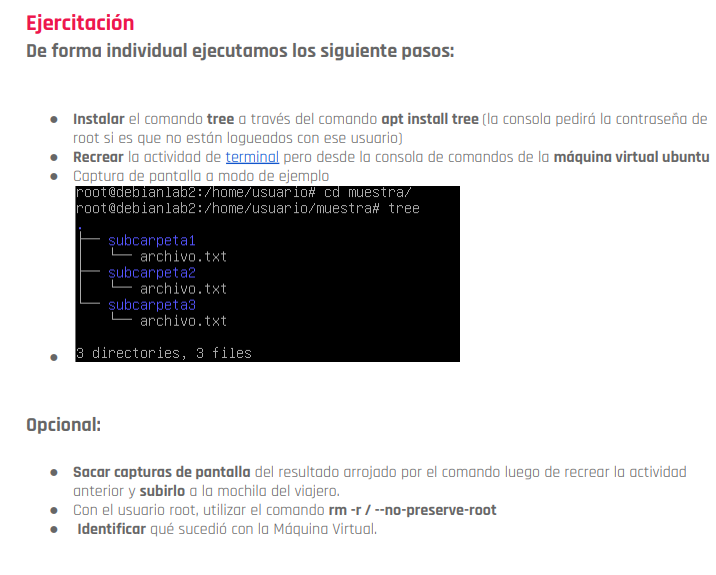 Ejercitación
De forma individual ejecutamos los siguiente pasos:
● Instalar el comando tree a través del comando apt install tree (la consola pedirá la contraseña de
root si es que no están logueados con ese usuario)
● Recrear la actividad de terminal pero desde la consola de comandos de la máquina virtual ubuntu
● Captura de pantalla a modo de ejemplo
root@debianlab2:/home/usuario# cd muestra/
root@debianlab2:/home/usuario/muestra# tree
.
├── subcarpeta1
│   └── archivo.txt
├── subcarpeta2
│   └── archivo.txt
└── subcarpeta3
    └── archivo.txt
● 3 directories, 3 files
Opcional:
● Sacar capturas de pantalla del resultado arrojado por el comando luego de recrear la actividad
anterior y subirlo a la mochila del viajero.
● Con el usuario root, utilizar el comando rm -r / --no-preserve-root
● Identificar qué sucedió con la Máquina Virtual.